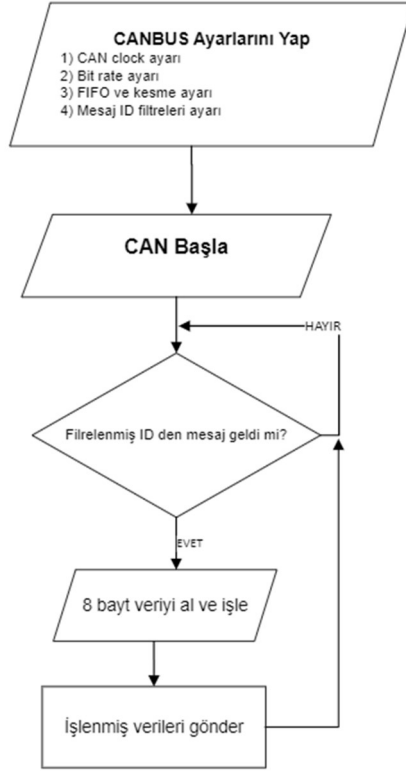 CANBUS Ayarlarını Yap
1) CAN clock ayarı
2) Bit rate ayarı
3) FIFO ve kesme ayarı
4) Mesaj ID filtreleri ayarı
CAN Başla
HAYIR
Filrelenmiş ID den mesaj geldi mi?
EVET
8 bayt veriyi al ve işle
İşlenmiş verileri gönder